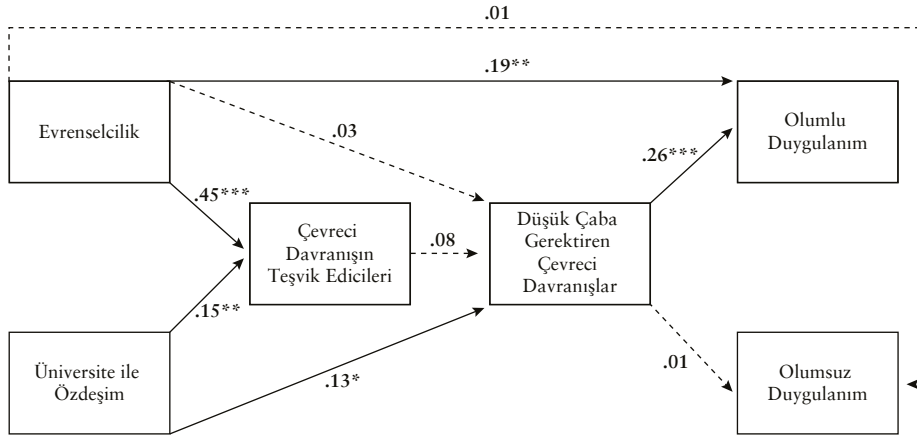 .01
.19**
Evrenselcilik
Olumlu
Duygulanım
.03
.26***
.45***
Çevreci
Davranışın
Teşvik Edicileri
.08
Düşük Çaba
Gerektiren
Çevreci
Davranışlar
.15**
.13*
.01
Üniversite ile
Özdeşim
Olumsuz
Duygulanım